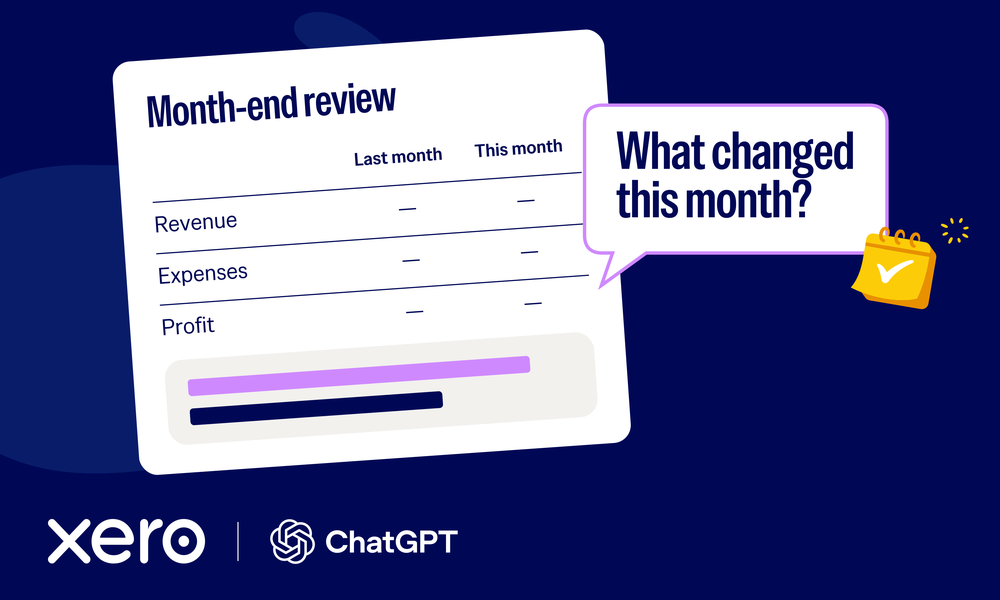 Month-end review
Last month This month
Revenue — —
Expenses — —
Profit — —
What changed
this month?
xero ChatGPT